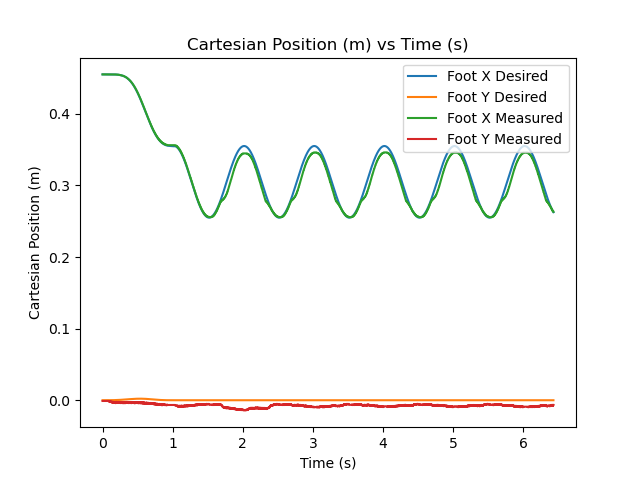 Cartesian Position (m) vs Time (s)
Foot X Desired
Foot Y Desired
Foot X Measured
Foot Y Measured
Cartesian Position (m)
0.4
0.3
0.2
0.1
0.0
0 1 2 3 4 5 6
Time (s)